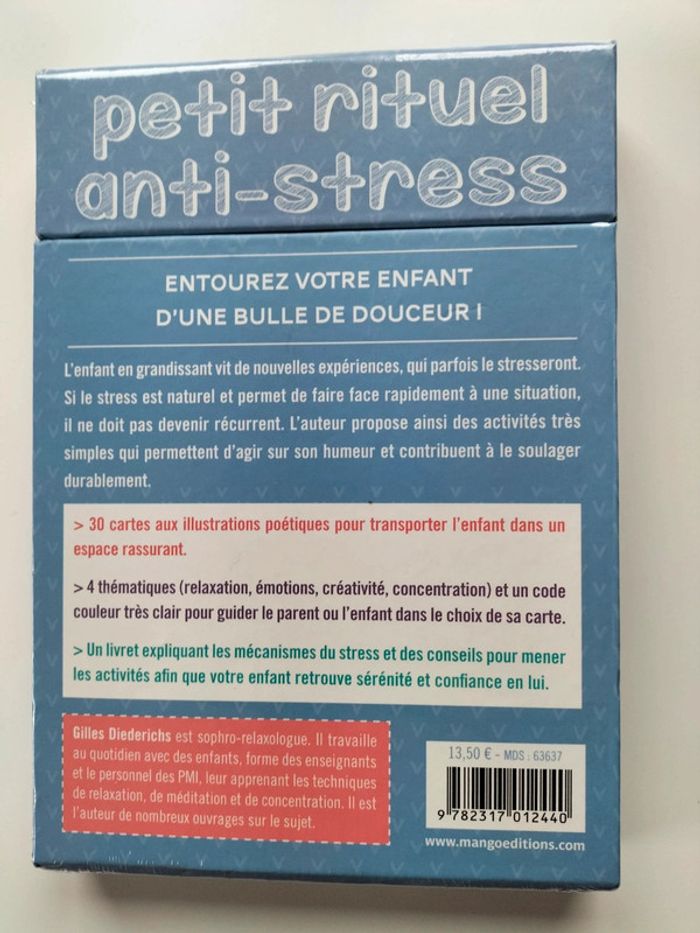 petit rituel
anti-stress
ENTOUREZ VOTRE ENFANT
D'UNE BULLE DE DOUCEUR !
L'enfant en grandissant vit de nouvelles expériences, qui parfois le stresseront.
Si le stress est naturel et permet de faire face rapidement à une situation,
il ne doit pas devenir récurrent. L'auteur propose ainsi des activités très
simples qui permettent d'agir sur son humeur et contribuent à le soulager
durablement.
> 30 cartes aux illustrations poétiques pour transporter l'enfant dans un
espace rassurant.
> 4 thématiques (relaxation, émotions, créativité, concentration) et un code
couleur très clair pour guider le parent ou l'enfant dans le choix de sa carte.
> Un livret expliquant les mécanismes du stress et des conseils pour mener
les activités afin que votre enfant retrouve sérénité et confiance en lui.
Gilles Diederichs est sophro-relaxologue. Il travaille
au quotidien avec des enfants, forme des enseignants
et le personnel des PMI, leur apprenant les techniques
de relaxation, de méditation et de concentration. Il est
l'auteur de nombreux ouvrages sur le sujet.
13,50 € - MDS : 63637
9 782317 012440
www.mangoeditions.com